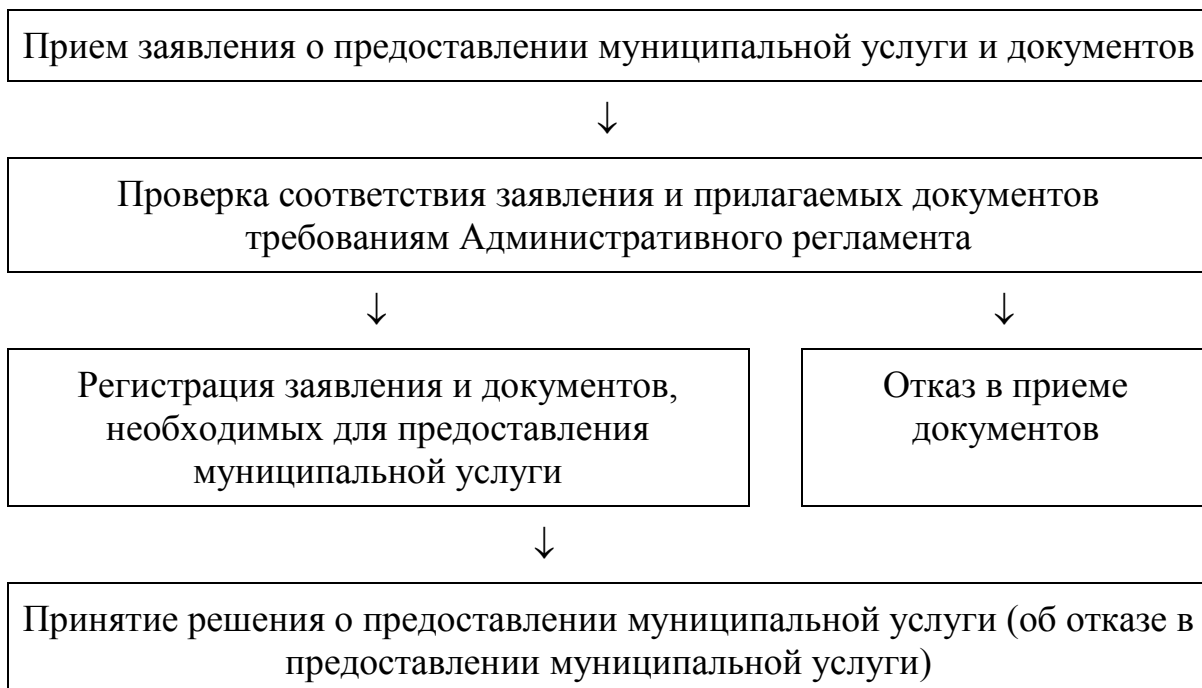 Прием заявления о предоставлении муниципальной услуги и документов
↓
Проверка соответствия заявления и прилагаемых документов
требованиям Административного регламента
↓ ↓
Регистрация заявления и документов,
необходимых для предоставления
муниципальной услуги
Отказ в приеме
документов
↓
Принятие решения о предоставлении муниципальной услуги (об отказе в
предоставлении муниципальной услуги)